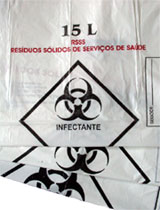 15 L
RSSS
RESÍDUOS SÓLIDOS DE SERVIÇOS DE SAÚDE
INFECTANTE